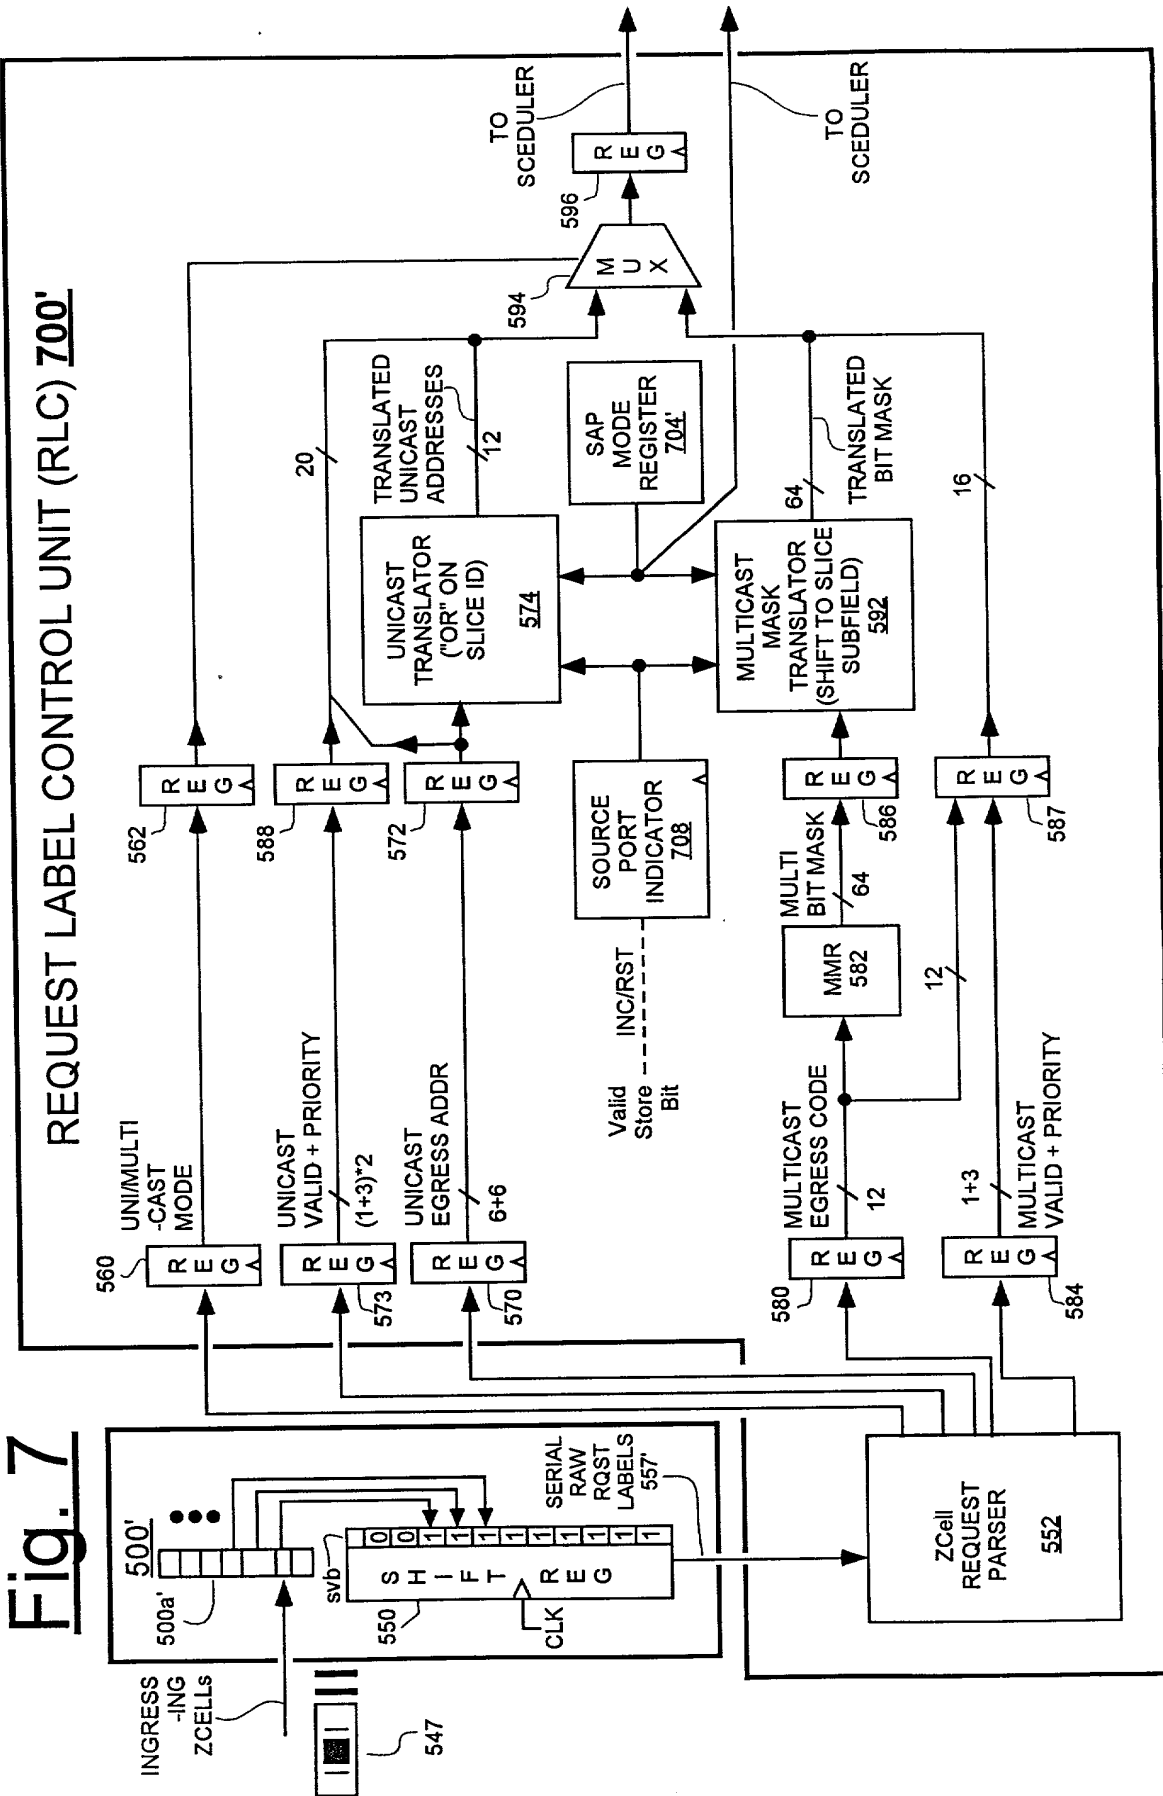 Fig. 7
REQUEST LABEL CONTROL UNIT (RLC) 700'
INGRESS
-ING
ZCELLs
547
500'
500a'
svb
550
SHIFT REG
0 0 1 1 1 1 1 1 1 1 1
CLK
SERIAL
RAW
RQST
LABELS
557'
ZCell
REQUEST
PARSER
552
560
REG
UNI/MULTI
-CAST
MODE
562
REG
573
REG
UNICAST
VALID + PRIORITY
(1+3)*2
588
REG
20
570
REG
UNICAST
EGRESS ADDR
6+6
572
REG
UNICAST
TRANSLATOR
("OR" ON
SLICE ID)
574
TRANSLATED
UNICAST
ADDRESSES
12
Valid
Store
Bit
INC/RST
SOURCE
PORT
INDICATOR
708
SAP
MODE
REGISTER
704'
580
REG
MULTICAST
EGRESS CODE
12
MMR
582
MULTI
BIT MASK
64
586
REG
MULTICAST
MASK
TRANSLATOR
(SHIFT TO SLICE
SUBFIELD)
592
64
TRANSLATED
BIT MASK
12
584
REG
1+3
MULTICAST
VALID + PRIORITY
587
REG
16
594
MUX
596
REG
TO
SCEDULER
TO
SCEDULER